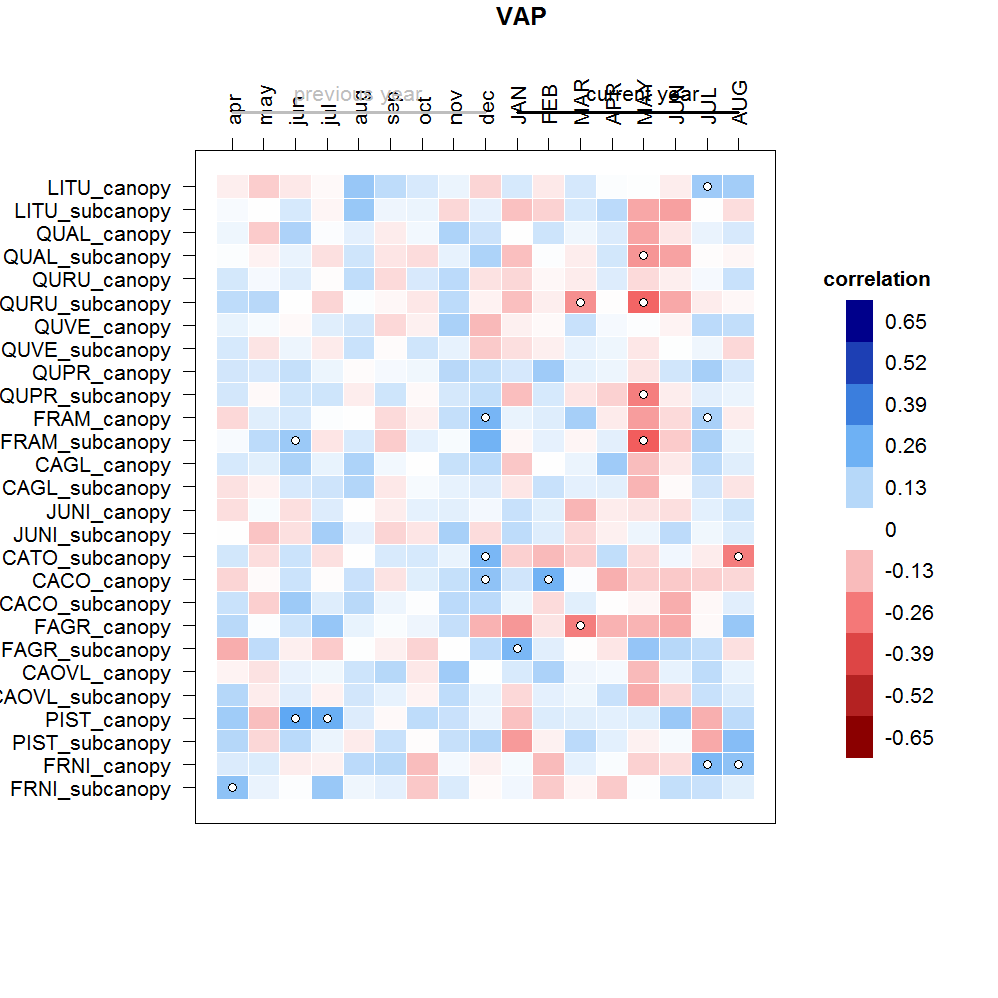 VAP
previous year
current year
apr
may
jun
jul
aug
sep
oct
nov
dec
JAN
FEB
MAR
APR
MAY
JUN
JUL
AUG
LITU_canopy
LITU_subcanopy
QUAL_canopy
QUAL_subcanopy
QURU_canopy
QURU_subcanopy
QUVE_canopy
QUVE_subcanopy
QUPR_canopy
QUPR_subcanopy
FRAM_canopy
FRAM_subcanopy
CAGL_canopy
CAGL_subcanopy
JUNI_canopy
JUNI_subcanopy
CATO_subcanopy
CACO_canopy
CACO_subcanopy
FAGR_canopy
FAGR_subcanopy
CAOVL_canopy
CAOVL_subcanopy
PIST_canopy
PIST_subcanopy
FRNI_canopy
FRNI_subcanopy
correlation
0.65
0.52
0.39
0.26
0.13
0
-0.13
-0.26
-0.39
-0.52
-0.65